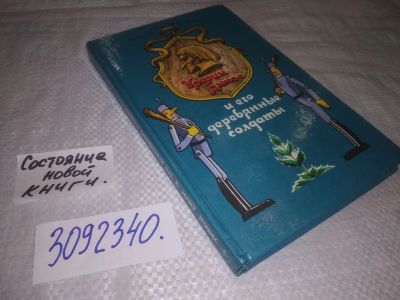 Урфин
Джюс
и его
деревянные
солдаты
Состояние
новой
книги.
3092340.